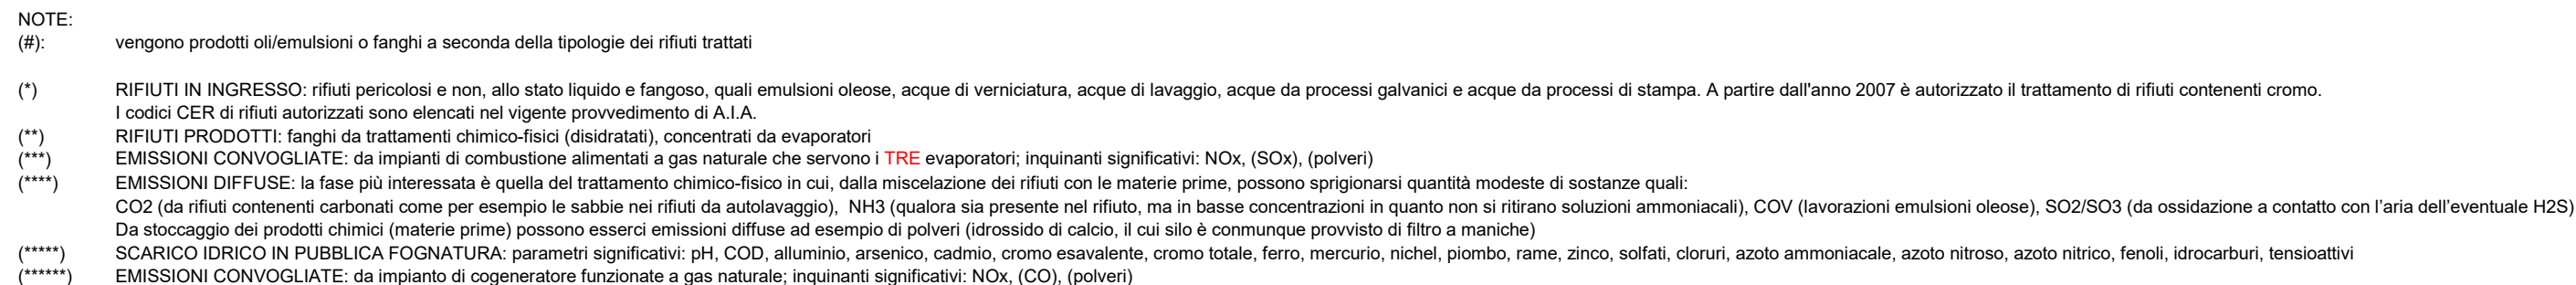 NOTE:
(#): vengono prodotti oli/emulsioni o fanghi a seconda della tipologie dei rifiuti trattati
(*) RIFIUTI IN INGRESSO: rifiuti pericolosi e non, allo stato liquido e fangoso, quali emulsioni oleose, acque di verniciatura, acque di lavaggio, acque da processi galvanici e acque da processi di stampa. A partire dall'anno 2007 è autorizzato il trattamento di rifiuti contenenti cromo.
I codici CER di rifiuti autorizzati sono elencati nel vigente provvedimento di A.I.A.
(**) RIFIUTI PRODOTTI: fanghi da trattamenti chimico-fisici (disidratati), concentrati da evaporatori
(***) EMISSIONI CONVOGLIATE: da impianti di combustione alimentati a gas naturale che servono i TRE evaporatori; inquinanti significativi: NOx, (SOx), (polveri)
(****) EMISSIONI DIFFUSE: la fase più interessata è quella del trattamento chimico-fisico in cui, dalla miscelazione dei rifiuti con le materie prime, possono sprigionarsi quantità modeste di sostanze quali:
CO2 (da rifiuti contenenti carbonati come per esempio le sabbie nei rifiuti da autolavaggio), NH3 (qualora sia presente nel rifiuto, ma in basse concentrazioni in quanto non si ritirano soluzioni ammoniacali), COV (lavorazioni emulsioni oleose), SO2/SO3 (da ossidazione a contatto con l'aria dell'eventuale H2S)
Da stoccaggio dei prodotti chimici (materie prime) possono esserci emissioni diffuse ad esempio di polveri (idrossido di calcio, il cui silo è conmunque provvisto di filtro a maniche)
(*****) SCARICO IDRICO IN PUBBLICA FOGNATURA: parametri significativi: pH, COD, alluminio, arsenico, cadmio, cromo esavalente, cromo totale, ferro, mercurio, nichel, piombo, rame, zinco, solfati, cloruri, azoto ammoniacale, azoto nitroso, azoto nitrico, fenoli, idrocarburi, tensioattivi
(******) EMISSIONI CONVOGLIATE: da impianto di cogeneratore funzionate a gas naturale; inquinanti significativi: NOx, (CO), (polveri)